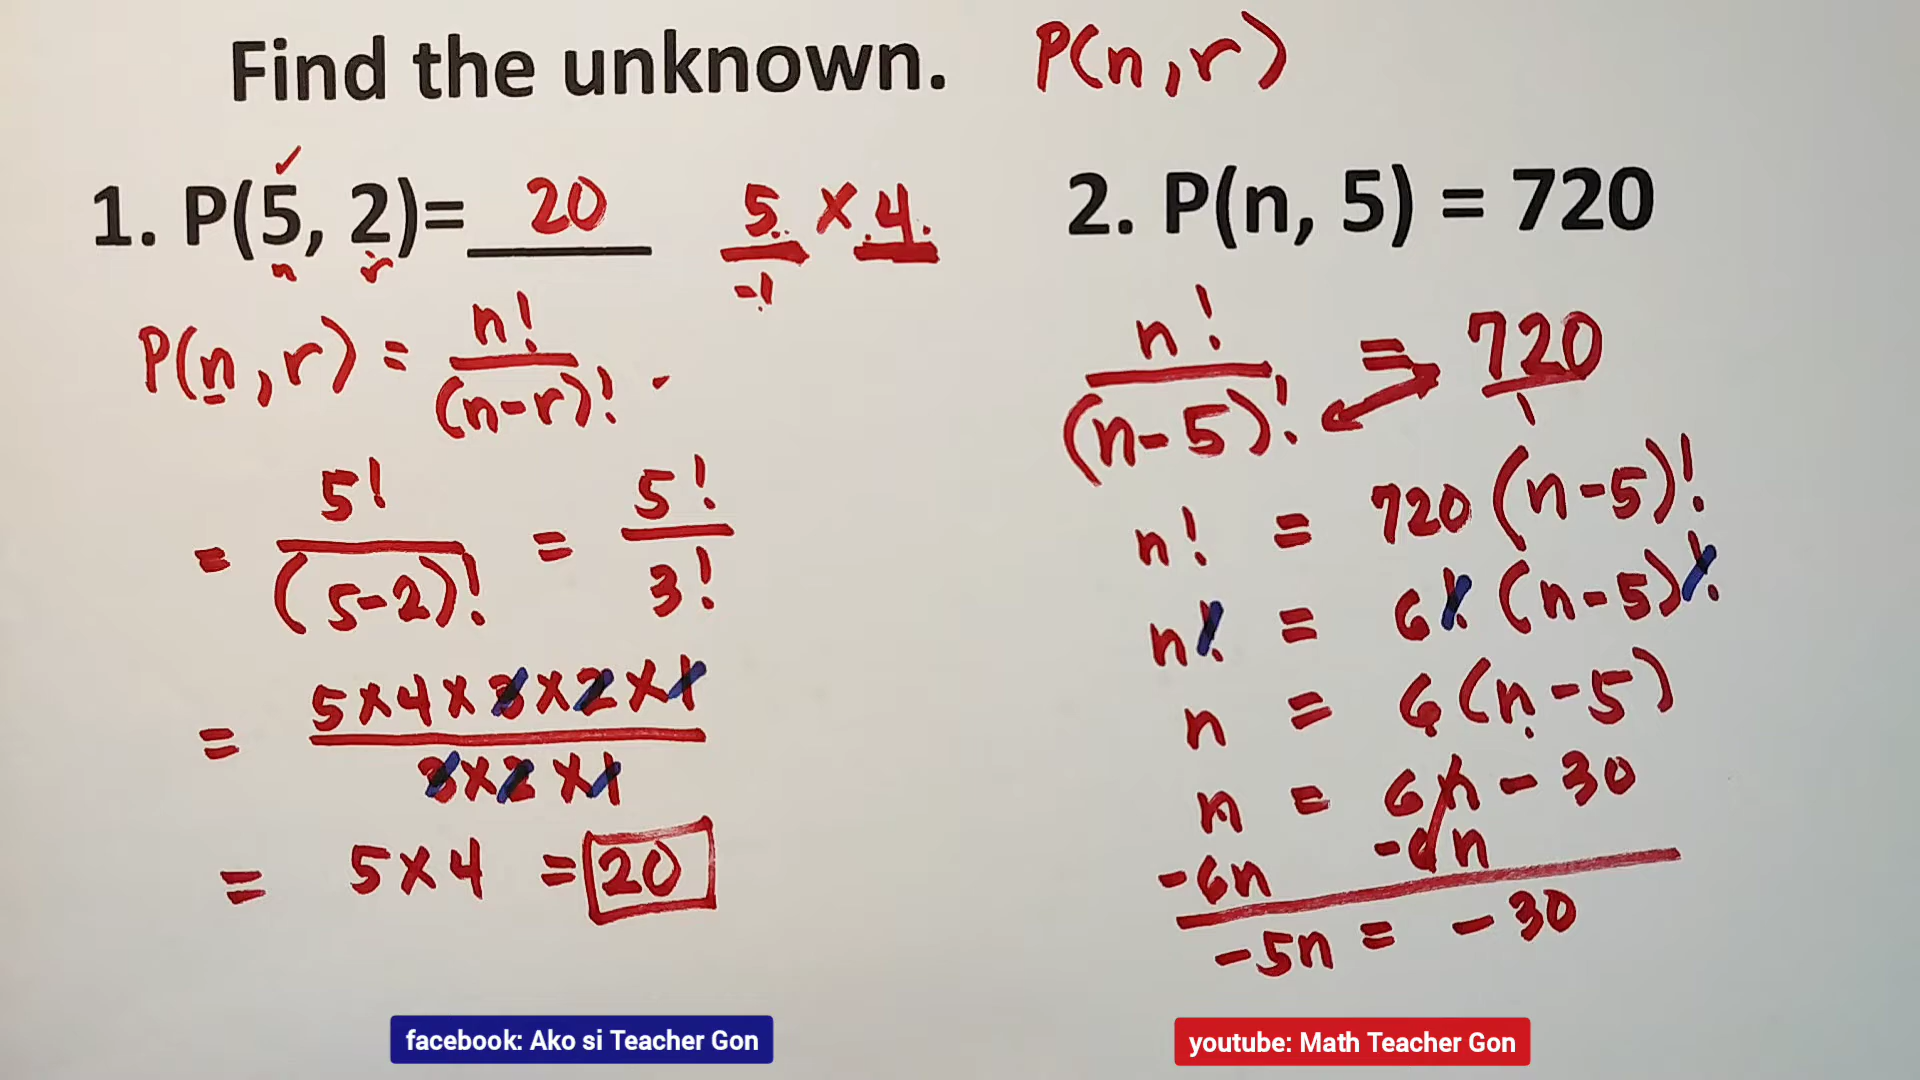 Find the unknown. P(n,r)
1. P(5, 2)= 20 5 × 4
n r -1
P(n,r) = n!
(n-r)!
= 5! = 5!
(5-2)! 3!
= 5×4×3×2×1
3×2×1
= 5×4 = 20
2. P(n, 5) = 720
n! = 720
(n-5)! 1
n! = 720(n-5)!
n! = 6!(n-5)!
n = 6(n-5)
n = 6n - 30
-6n -6n
-5n = -30
facebook: Ako si Teacher Gon
youtube: Math Teacher Gon